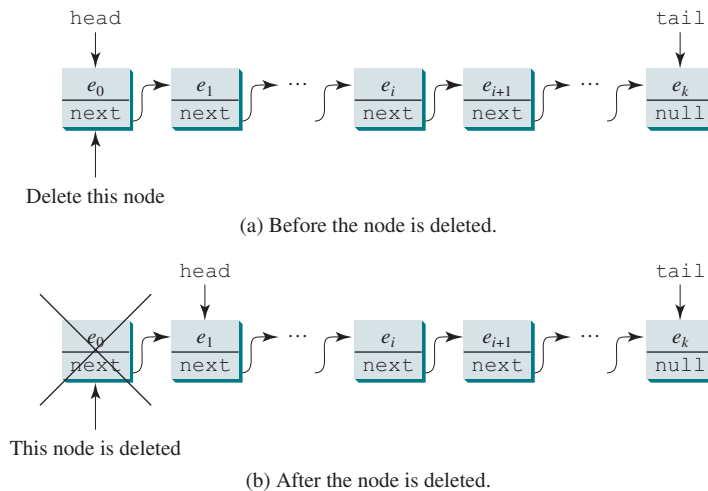 head tail
e₀ e₁ ... eᵢ eᵢ₊₁ ... eₖ
next next next next null
Delete this node
(a) Before the node is deleted.
head tail
e₀ e₁ ... eᵢ eᵢ₊₁ ... eₖ
next next next next null
This node is deleted
(b) After the node is deleted.